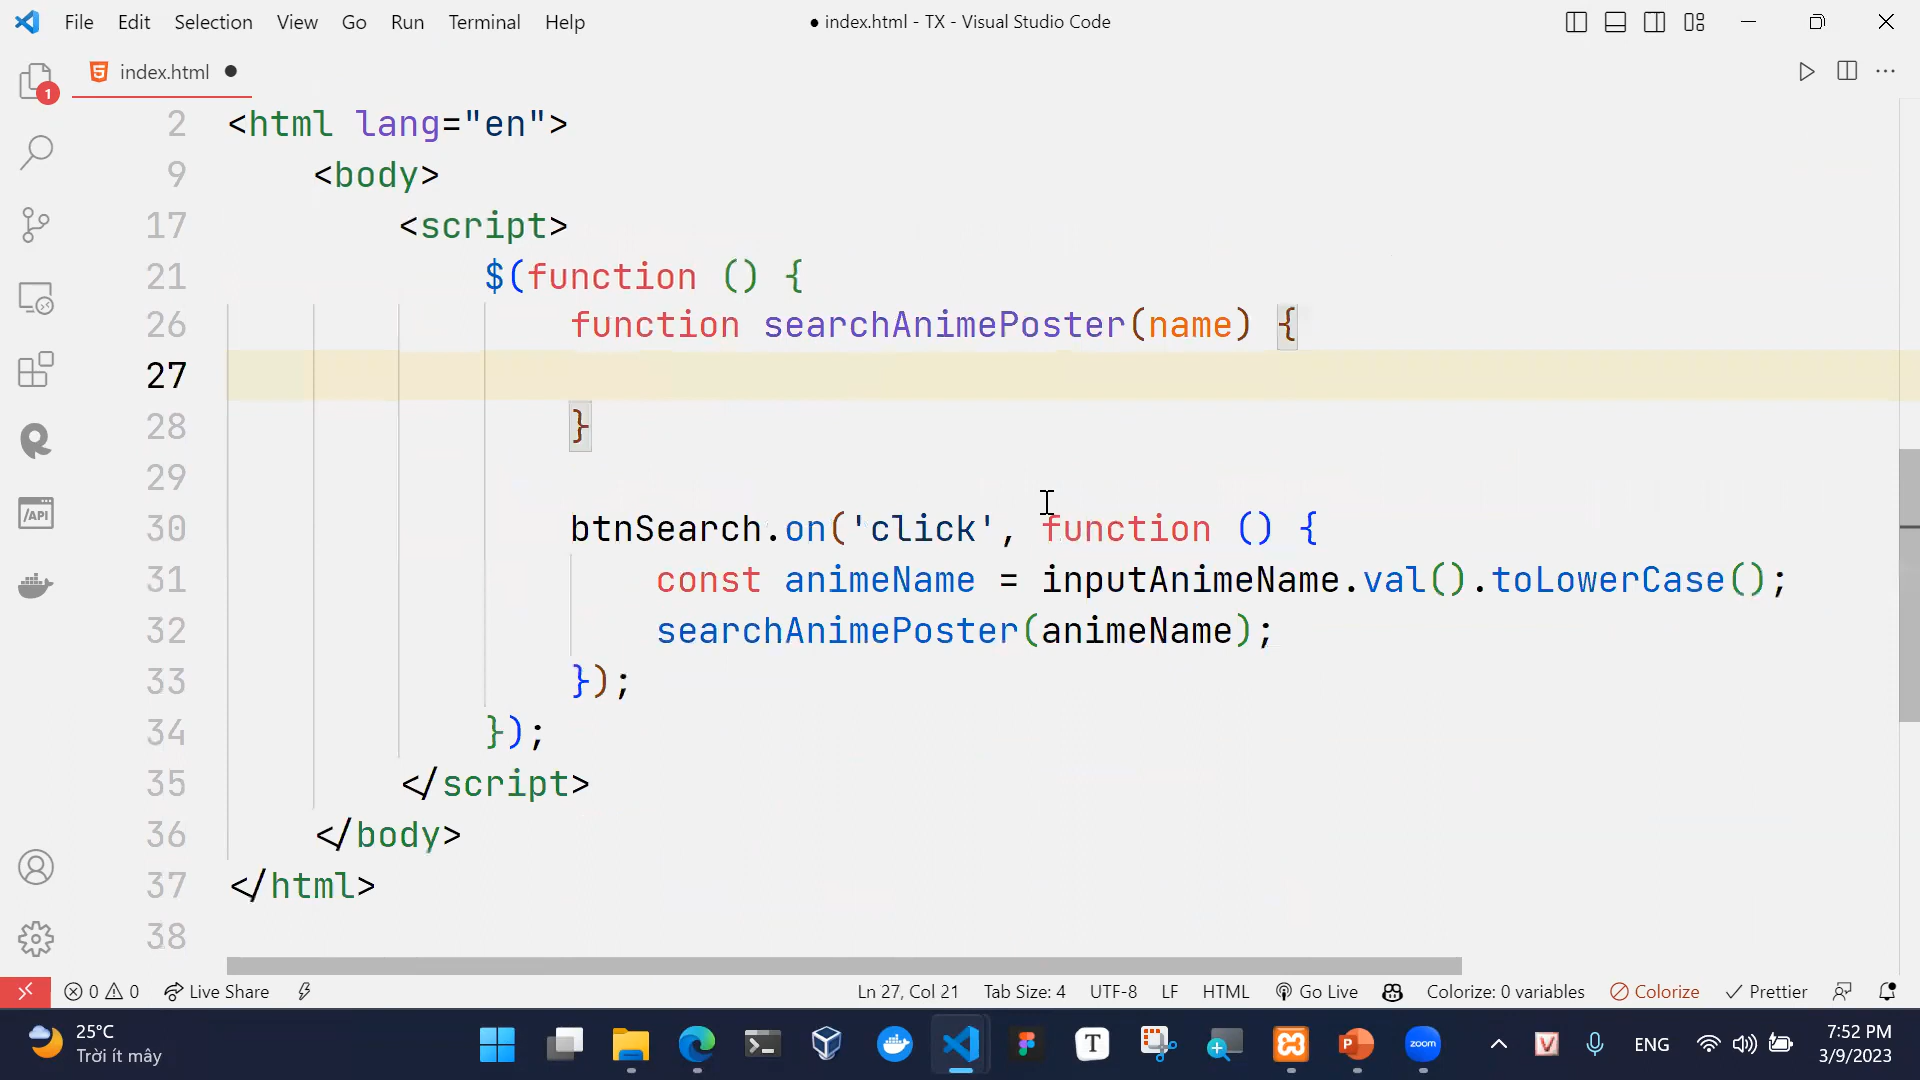 File Edit Selection View Go Run Terminal Help
● index.html - TX - Visual Studio Code
index.html ●
1
2 <html lang="en">
9 <body>
17 <script>
21 $(function () {
26 function searchAnimePoster(name) {
27
28 }
29
30 btnSearch.on('click', function () {
31 const animeName = inputAnimeName.val().toLowerCase();
32 searchAnimePoster(animeName);
33 });
34 });
35 </script>
36 </body>
37 </html>
38
/API
0 0 Live Share Ln 27, Col 21 Tab Size: 4 UTF-8 LF HTML Go Live Colorize: 0 variables Colorize Prettier
25°C
Trời ít mây
T
P
zoom
V
ENG
7:52 PM
3/9/2023